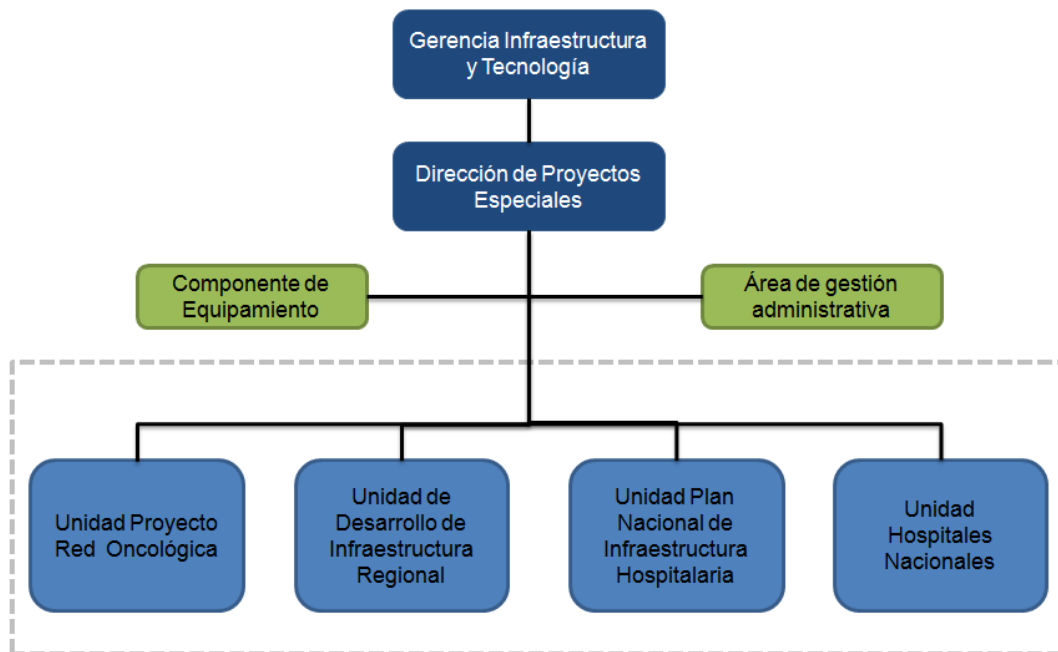 Gerencia Infraestructura
y Tecnología
Dirección de Proyectos
Especiales
Componente de
Equipamiento
Área de gestión
administrativa
Unidad Proyecto
Red Oncológica
Unidad de
Desarrollo de
Infraestructura
Regional
Unidad Plan
Nacional de
Infraestructura
Hospitalaria
Unidad
Hospitales
Nacionales